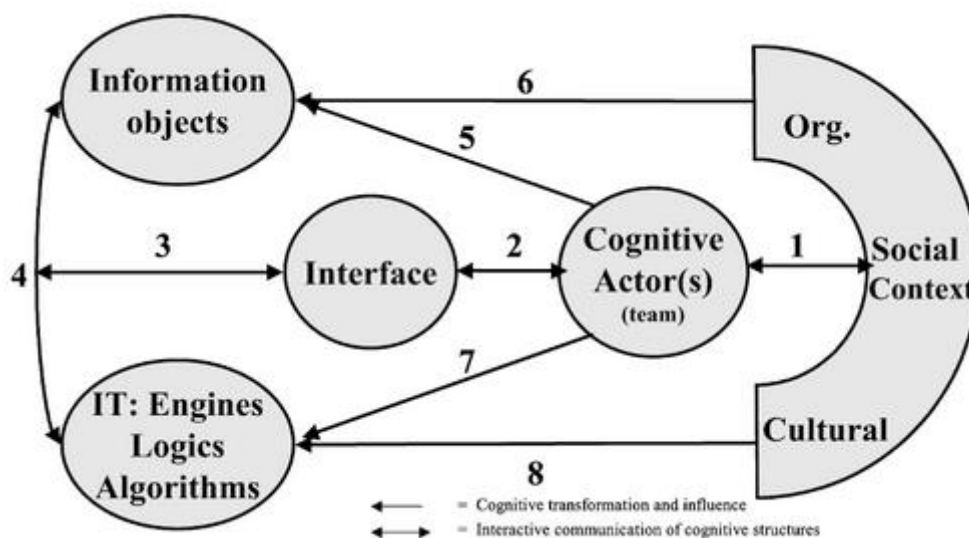 Information
objects
6
Org.
5
4
3
Interface
2
Cognitive
Actor(s)
(team)
1
Social
Context
7
IT: Engines
Logics
Algorithms
Cultural
8
= Cognitive transformation and influence
= Interactive communication of cognitive structures